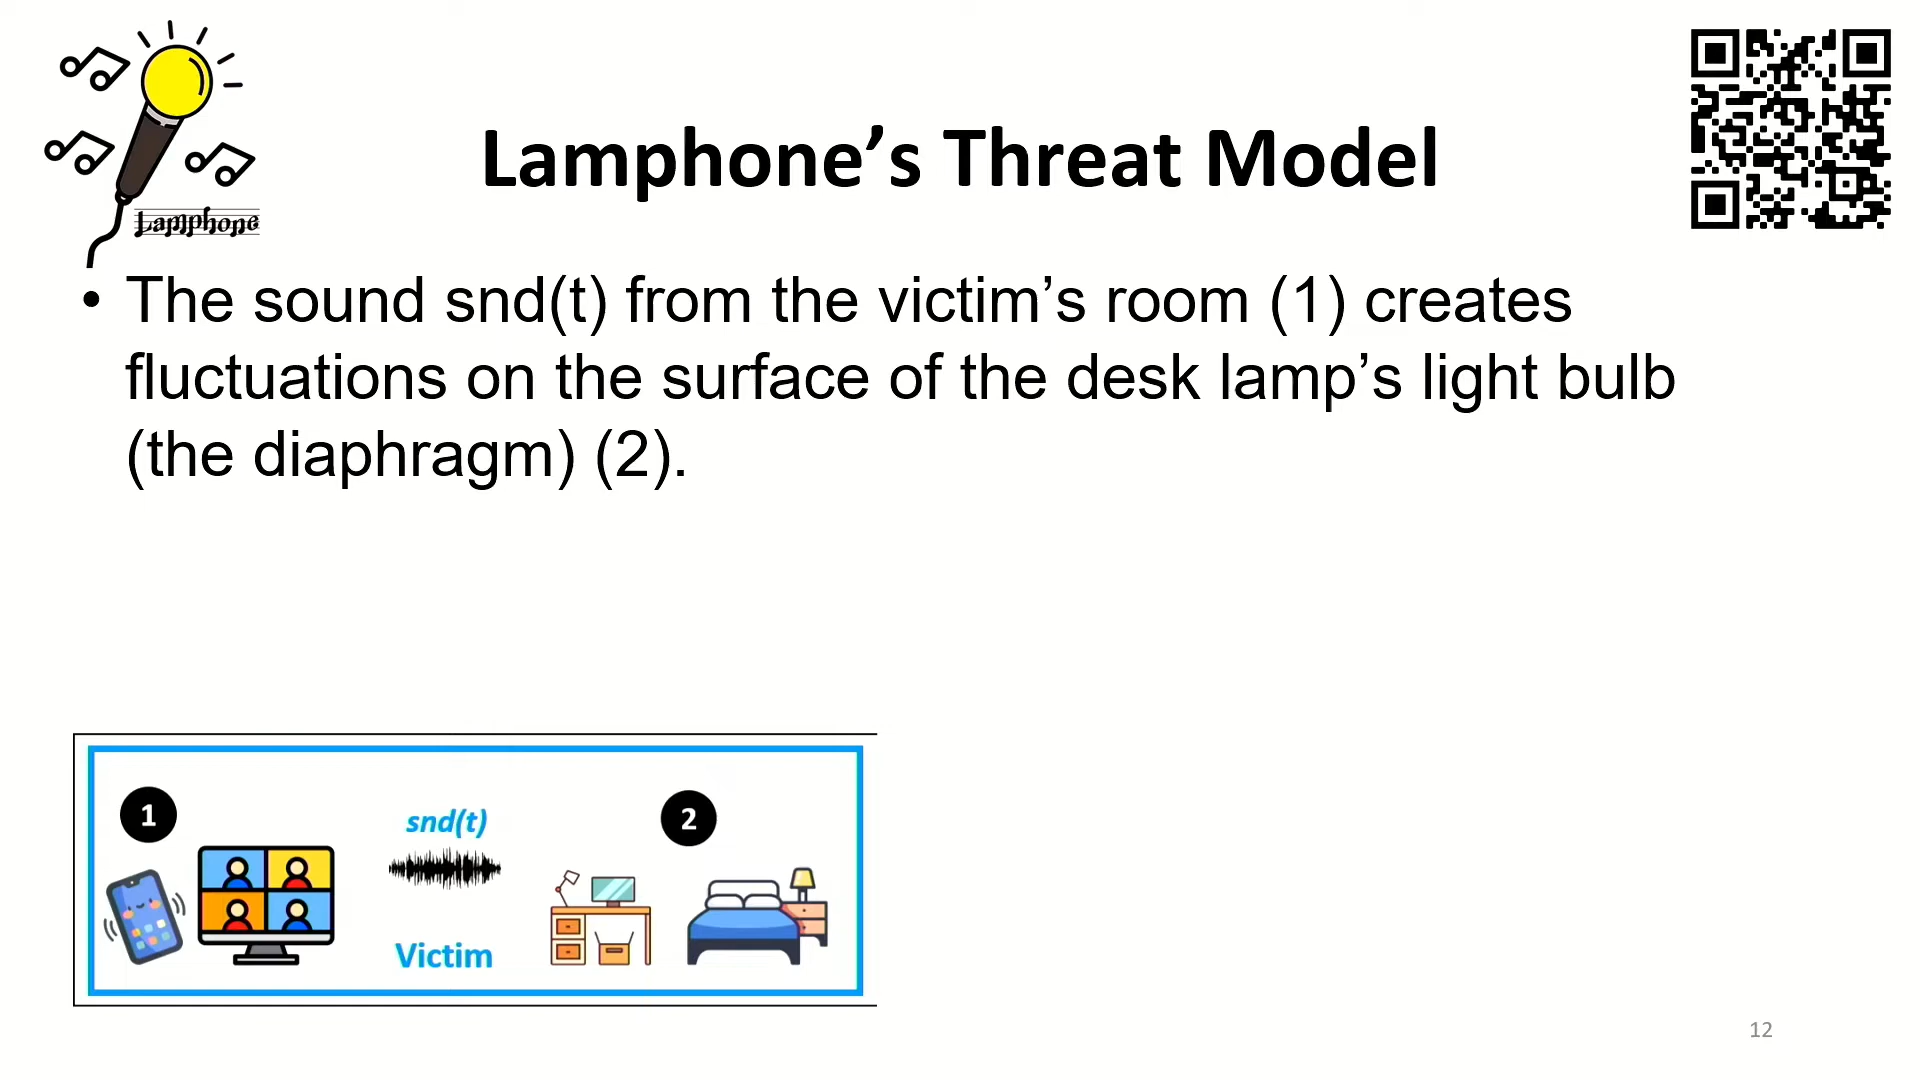 Lamphone
Lamphone’s Threat Model
• The sound snd(t) from the victim’s room (1) creates
fluctuations on the surface of the desk lamp’s light bulb
(the diaphragm) (2).
1
snd(t)
2
Victim
12